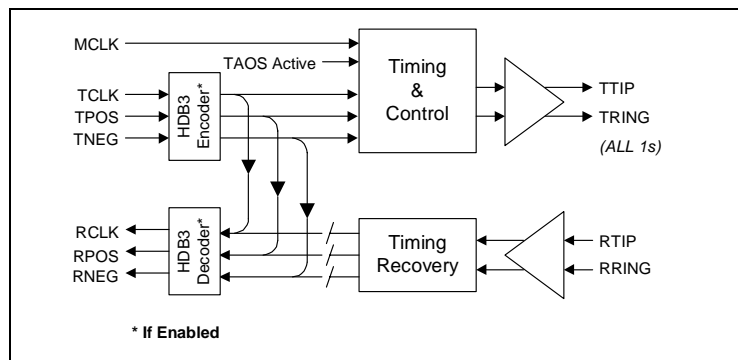 MCLK
TAOS Active
TCLK
TPOS
TNEG
HDB3
Encoder*
Timing
&
Control
TTIP
TRING
(ALL 1s)
RCLK
RPOS
RNEG
HDB3
Decoder*
Timing
Recovery
RTIP
RRING
* If Enabled